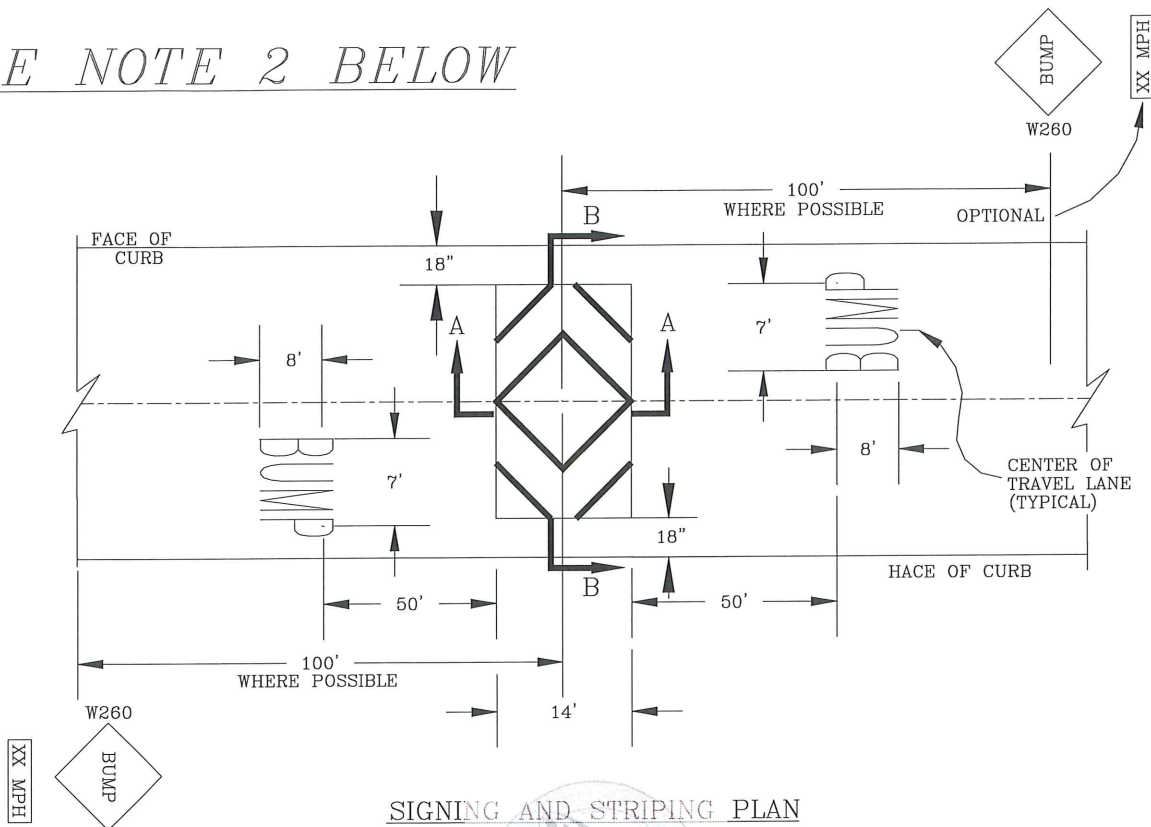 E NOTE 2 BELOW
BUMP
XX MPH
W260
100'
WHERE POSSIBLE
OPTIONAL
B
FACE OF
CURB
18"
A
A
7'
BUMP
8'
8'
BUMP
7'
CENTER OF
TRAVEL LANE
(TYPICAL)
18"
HACE OF CURB
B
50'
50'
100'
WHERE POSSIBLE
14'
W260
BUMP
XX MPH
SIGNING AND STRIPING PLAN